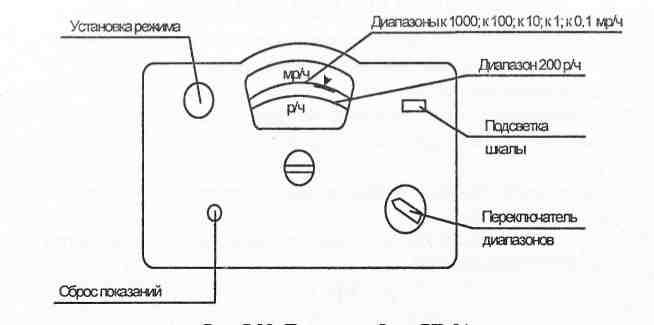 Установка режима
Диапазоны к 1000; к 100; к 10; к 1; к 0,1 мр/ч
Диапазон 200 р/ч
мр/ч
р/ч
Подсветка
шкалы
Переключатель
диапазонов
Сброс показаний